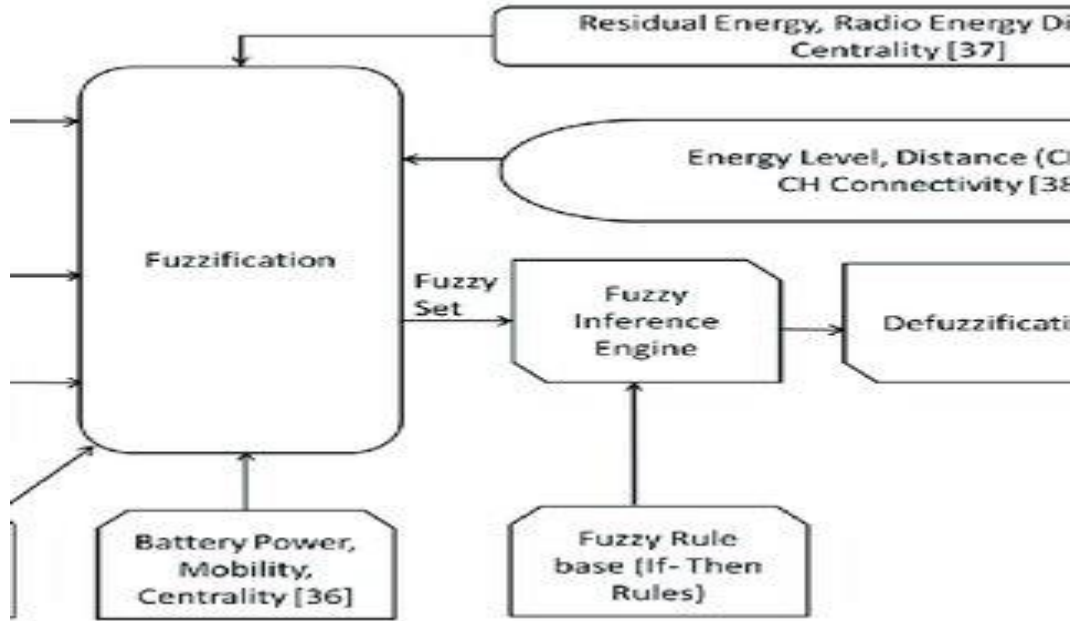 Residual Energy, Radio Energy Di
Centrality [37]
Energy Level, Distance (C
CH Connectivity [38
Fuzzification
Fuzzy
Set
Fuzzy
Inference
Engine
Defuzzificati
Battery Power,
Mobility,
Centrality [36]
Fuzzy Rule
base (If- Then
Rules)